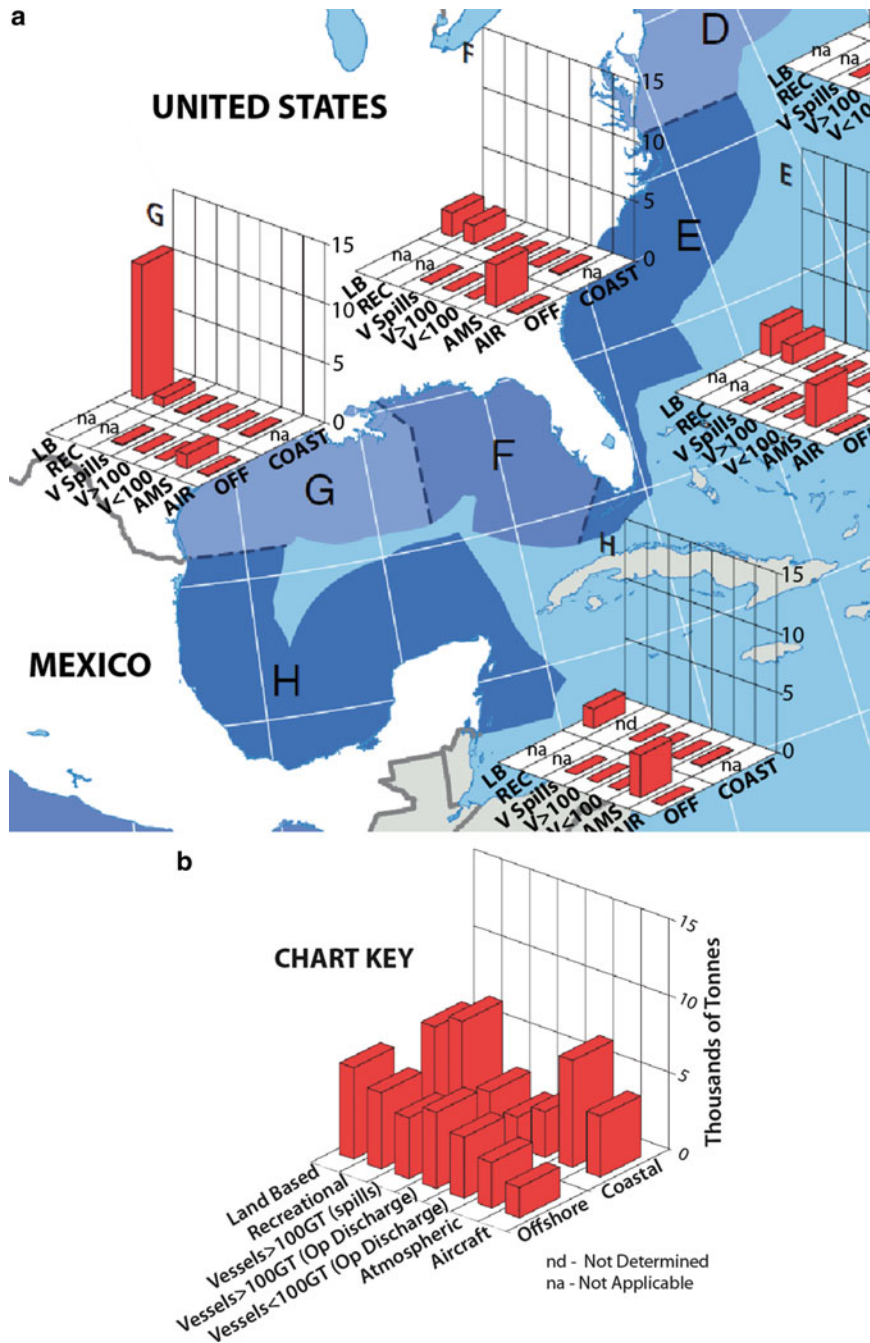 a
UNITED STATES
MEXICO
D
E
F
G
H
na
na
LB
REC
V Spills
V>100
F
15
10
5
0
na
na
na
LB
REC
V Spills
V>100
V<100
AMS
AIR
OFF
COAST
G
15
10
5
0
na
na
na
LB
REC
V Spills
V>100
V<100
AMS
AIR
OFF
COAST
E
na
na
LB
REC
V Spills
V>100
V<100
AMS
AIR
OFF
H
15
10
5
0
nd
na
na
na
LB
REC
V Spills
V>100
V<100
AMS
AIR
OFF
COAST
b
CHART KEY
15
10
5
0
Thousands of Tonnes
Land Based
Recreational
Vessels>100GT (spills)
Vessels>100GT (Op Discharge)
Vessels<100GT (Op Discharge)
Atmospheric
Aircraft
Offshore
Coastal
nd - Not Determined
na - Not Applicable